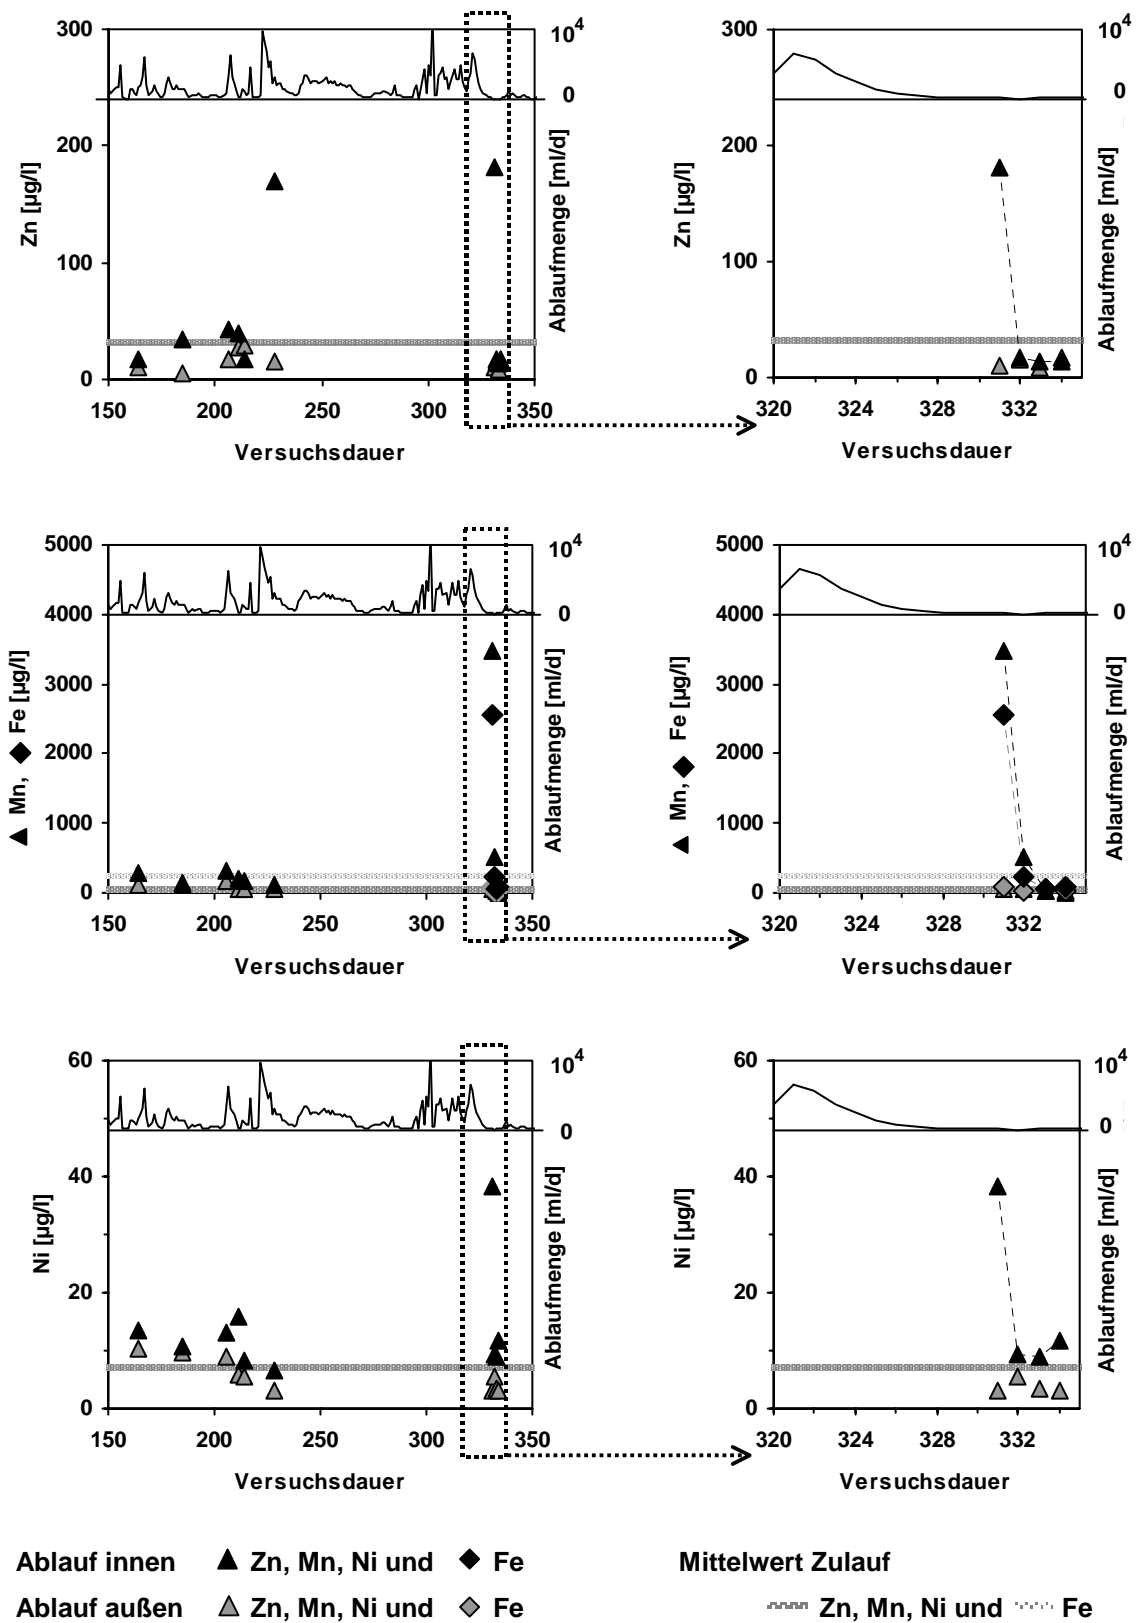 300
10⁴
0
200
100
0
Zn [µg/l]
Ablaufmenge [ml/d]
150 200 250 300 350
Versuchsdauer
300
10⁴
0
200
100
0
Zn [µg/l]
Ablaufmenge [ml/d]
320 324 328 332
Versuchsdauer
5000
10⁴
4000
0
3000
2000
1000
0
Mn, Fe [µg/l]
Ablaufmenge [ml/d]
150 200 250 300 350
Versuchsdauer
5000
10⁴
4000
0
3000
2000
1000
0
Mn, Fe [µg/l]
Ablaufmenge [ml/d]
320 324 328 332
Versuchsdauer
60
10⁴
0
40
20
0
Ni [µg/l]
Ablaufmenge [ml/d]
150 200 250 300 350
Versuchsdauer
60
10⁴
0
40
20
0
Ni [µg/l]
Ablaufmenge [ml/d]
320 324 328 332
Versuchsdauer
Ablauf innen Zn, Mn, Ni und Fe
Mittelwert Zulauf
Ablauf außen Zn, Mn, Ni und Fe
Zn, Mn, Ni und Fe